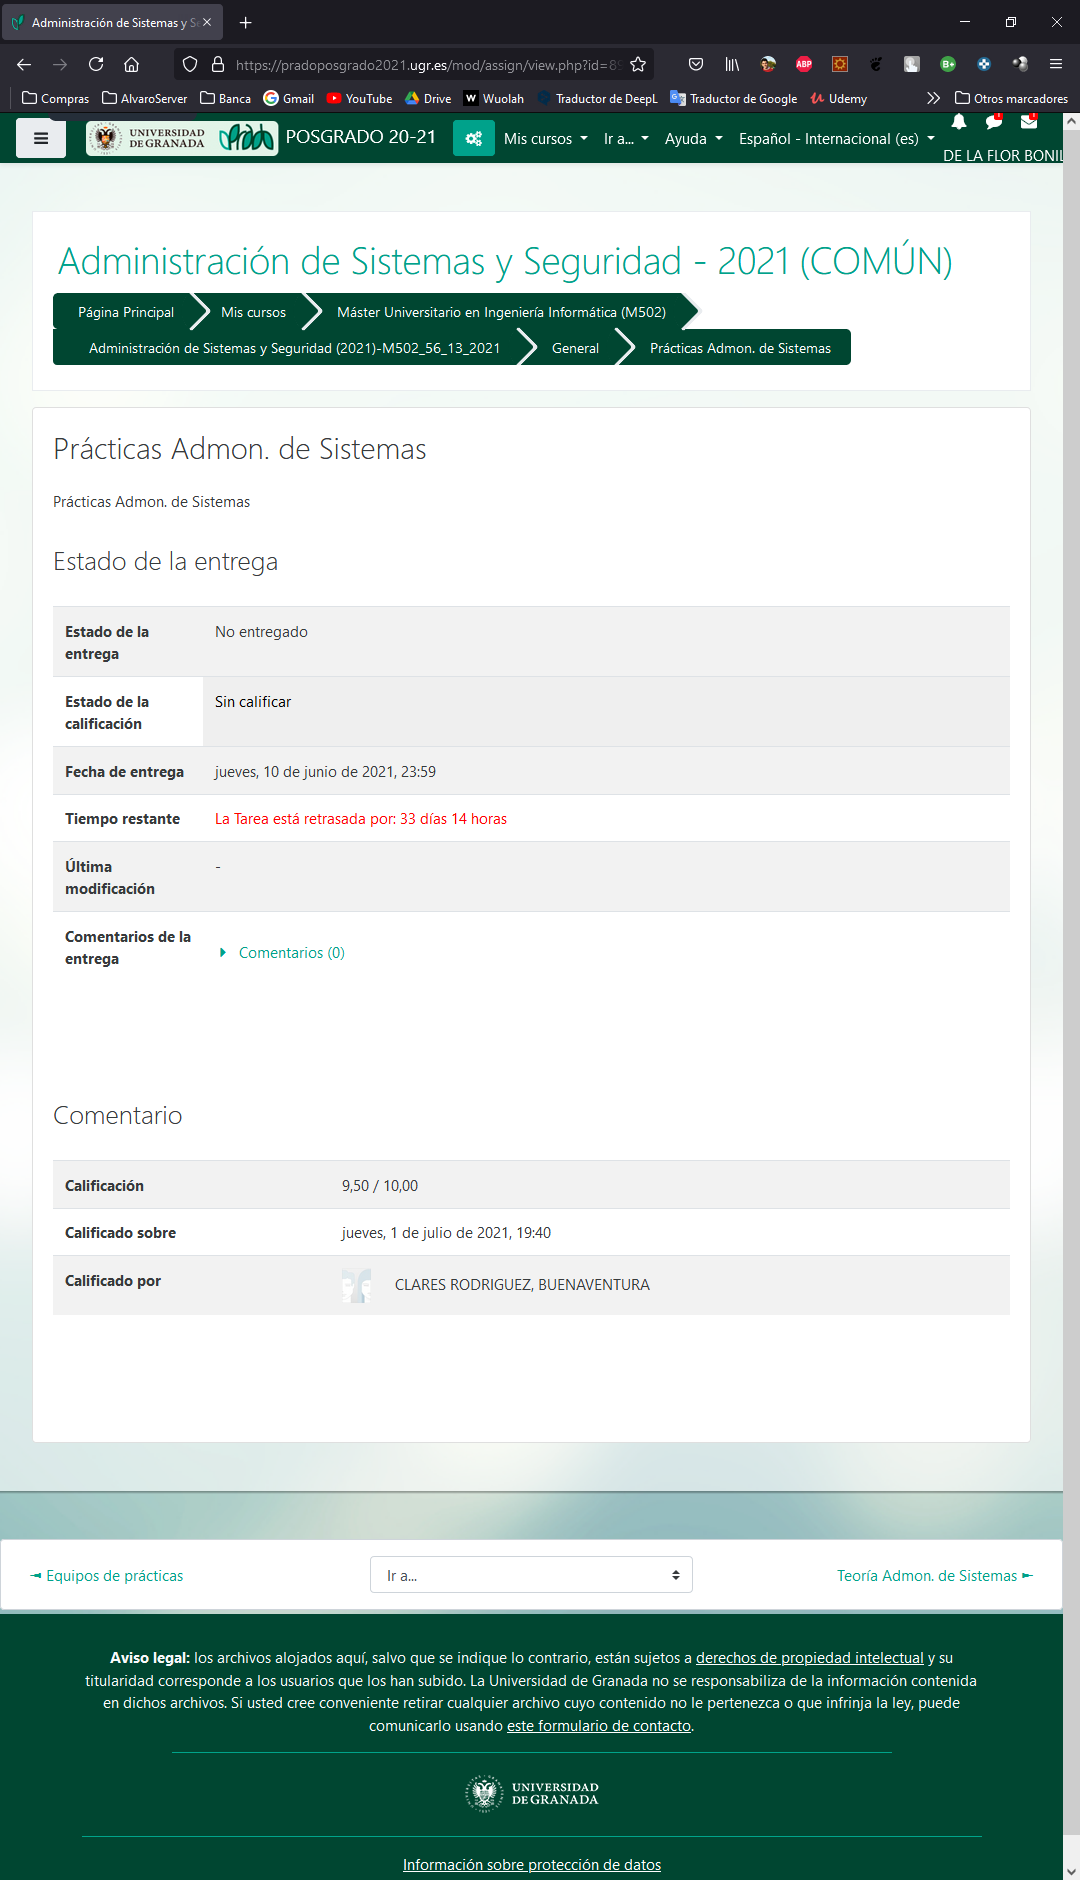 Administración de Sistemas y Se
https://pradoposgrado2021.ugr.es/mod/assign/view.php?id=
Compras AlvaroServer Banca Gmail YouTube Drive Wuolah Traductor de DeepL Traductor de Google Udemy Otros marcadores
UNIVERSIDAD
DE GRANADA
POSGRADO 20-21 Mis cursos Ir a... Ayuda Español - Internacional (es)
DE LA FLOR BONIL
Administración de Sistemas y Seguridad - 2021 (COMÚN)
Página Principal Mis cursos Máster Universitario en Ingeniería Informática (M502)
Administración de Sistemas y Seguridad (2021)-M502_56_13_2021 General Prácticas Admon. de Sistemas
Prácticas Admon. de Sistemas
Prácticas Admon. de Sistemas
Estado de la entrega
Estado de la entrega No entregado
Estado de la calificación Sin calificar
Fecha de entrega jueves, 10 de junio de 2021, 23:59
Tiempo restante La Tarea está retrasada por: 33 días 14 horas
Última modificación -
Comentarios de la entrega Comentarios (0)
Comentario
Calificación 9,50 / 10,00
Calificado sobre jueves, 1 de julio de 2021, 19:40
Calificado por CLARES RODRIGUEZ, BUENAVENTURA
◄ Equipos de prácticas Ir a... Teoría Admon. de Sistemas ►
Aviso legal: los archivos alojados aquí, salvo que se indique lo contrario, están sujetos a derechos de propiedad intelectual y su
titularidad corresponde a los usuarios que los han subido. La Universidad de Granada no se responsabiliza de la información contenida
en dichos archivos. Si usted cree conveniente retirar cualquier archivo cuyo contenido no le pertenezca o que infrinja la ley, puede
comunicarlo usando este formulario de contacto.
UNIVERSIDAD
DE GRANADA
Información sobre protección de datos